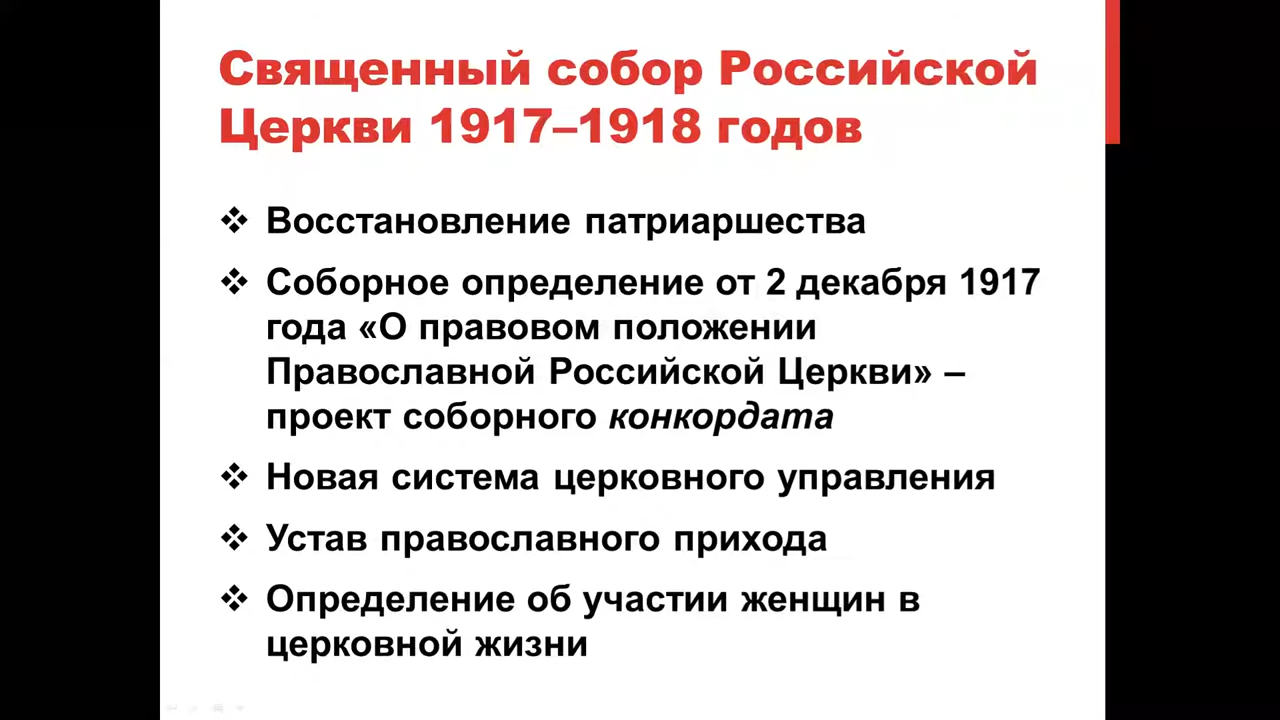 Священный собор Российской
Церкви 1917–1918 годов
❖ Восстановление патриаршества
❖ Соборное определение от 2 декабря 1917
года «О правовом положении
Православной Российской Церкви» –
проект соборного конкордата
❖ Новая система церковного управления
❖ Устав православного прихода
❖ Определение об участии женщин в
церковной жизни